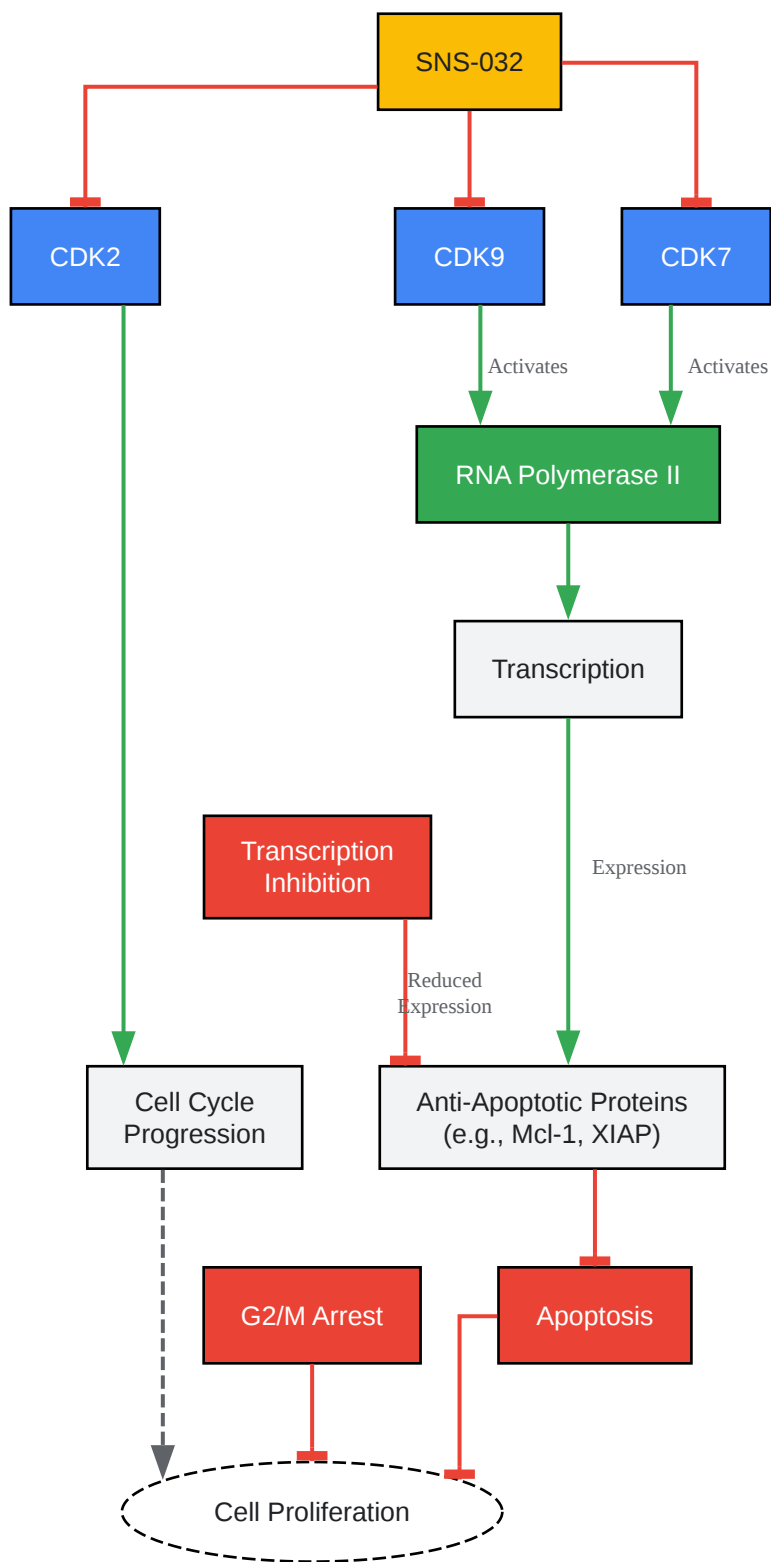 SNS-032
CDK2
CDK9
CDK7
Activates
Activates
RNA Polymerase II
Transcription
Transcription
Inhibition
Expression
Reduced
Expression
Cell Cycle
Progression
Anti-Apoptotic Proteins
(e.g., Mcl-1, XIAP)
G2/M Arrest
Apoptosis
Cell Proliferation